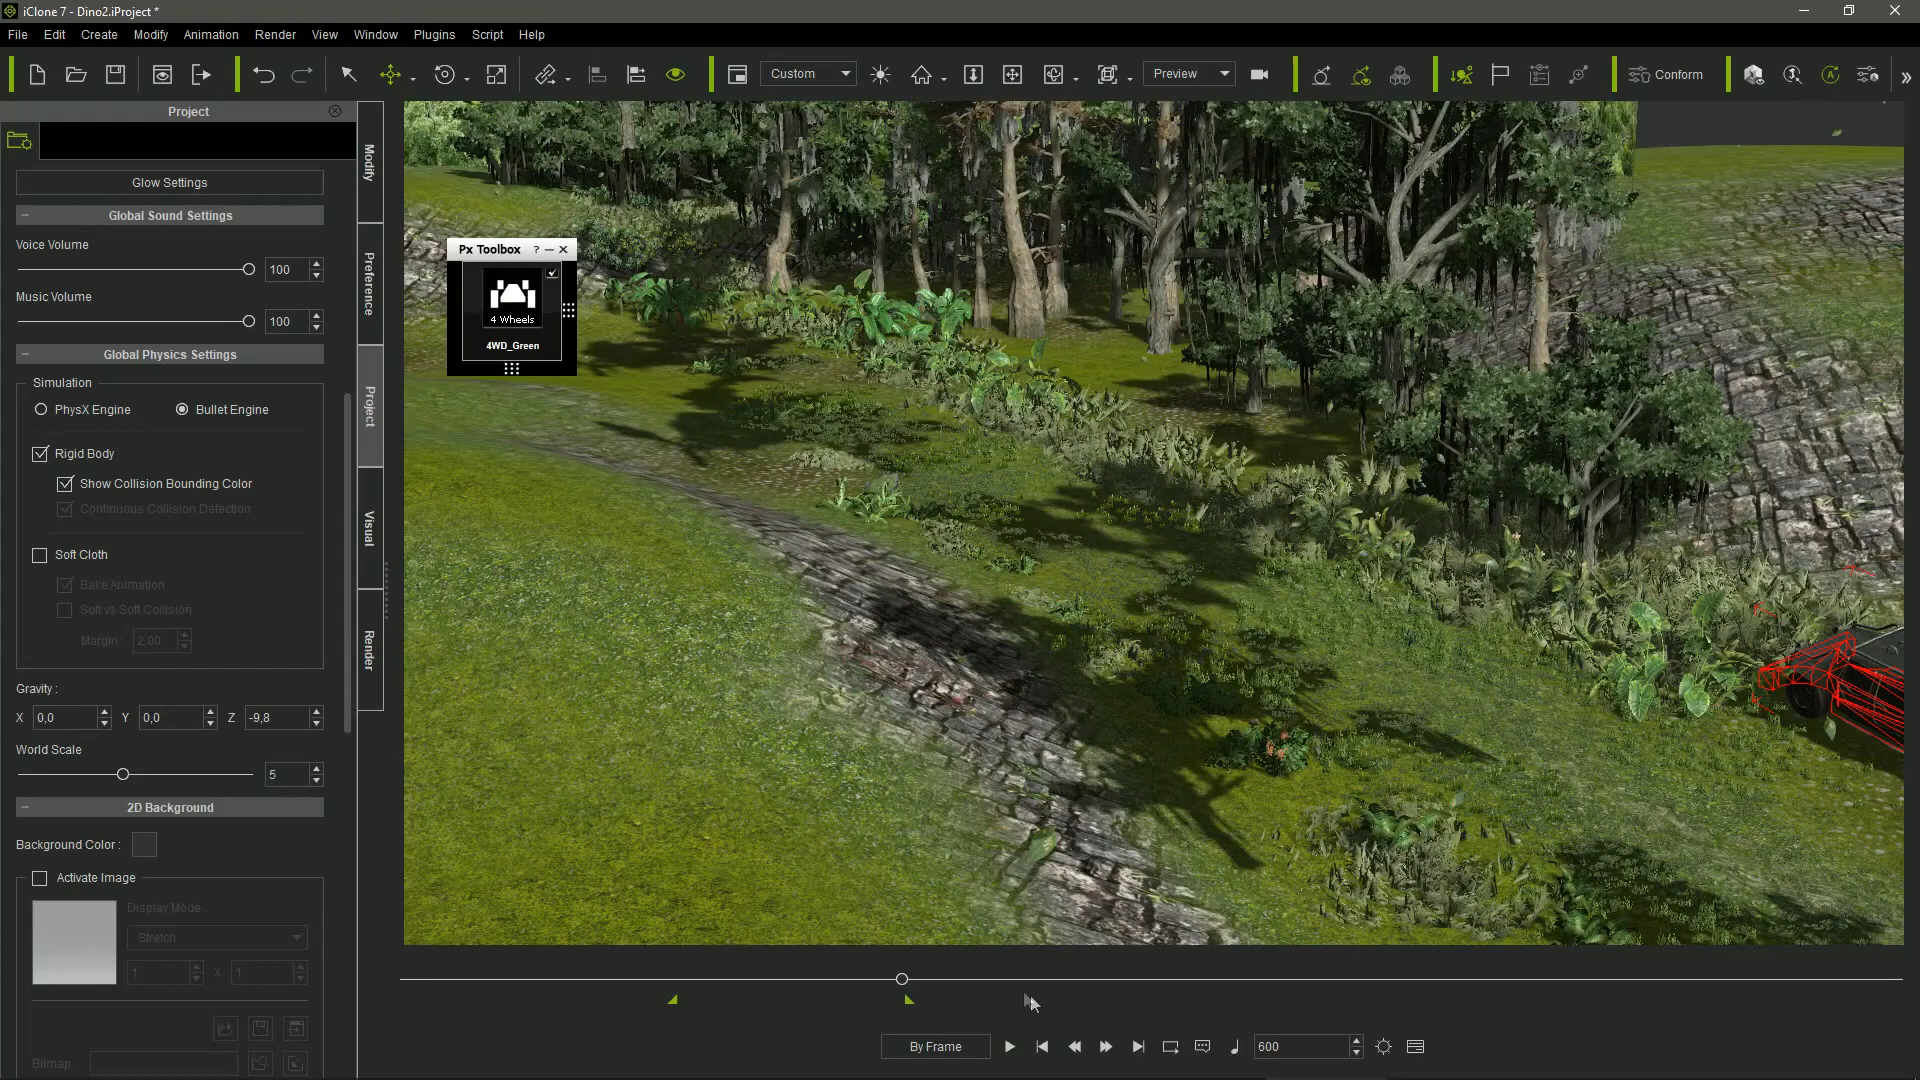 iClone 7 - Dino2.iProject *
File Edit Create Modify Animation Render View Window Plugins Script Help
Custom Preview Conform
Project
Glow Settings
Global Sound Settings
Voice Volume
100
Music Volume
100
Global Physics Settings
Simulation
PhysX Engine Bullet Engine
Rigid Body
Show Collision Bounding Color
Continuous Collision Detection
Soft Cloth
Bake Animation
Soft vs Soft Collision
Margin : 2,00
Gravity :
X 0,0 Y 0,0 Z -9,8
World Scale
5
2D Background
Background Color :
Activate Image
Display Mode
Stretch
1 X 1
Bitmap :
Modify
Preference
Project
Visual
Render
Px Toolbox ?
4 Wheels
4WD_Green
By Frame 600